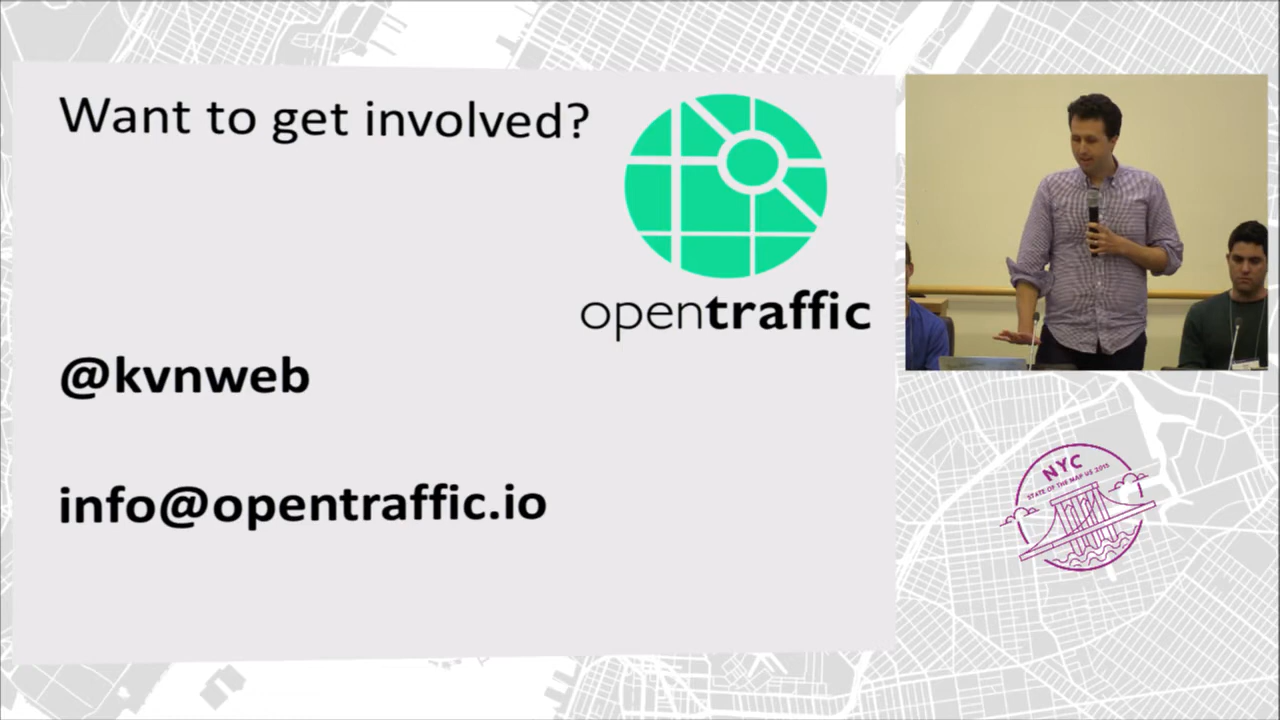 Want to get involved?
opentraffic
@kvnweb
info@opentraffic.io
NYC
STATE OF THE MAP US 2015